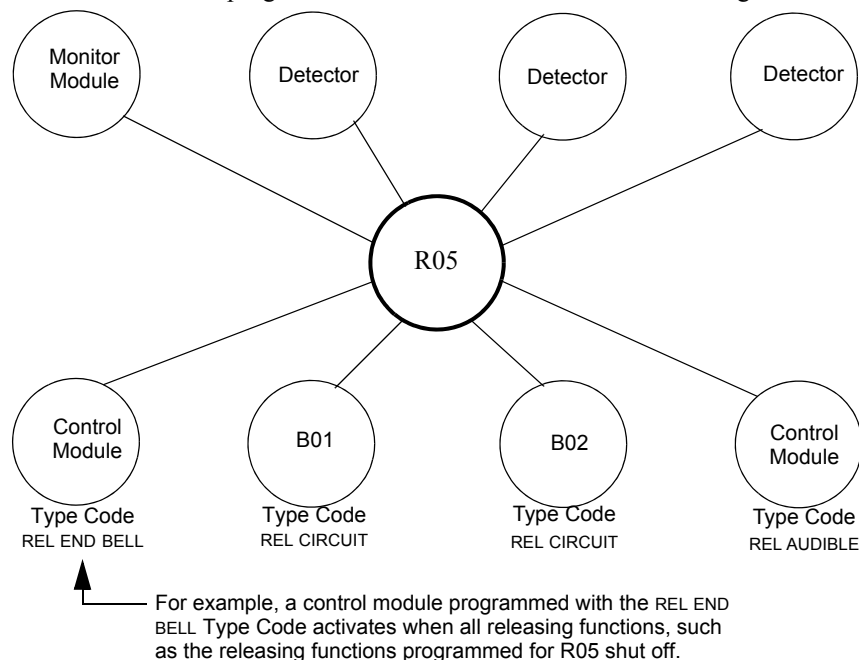 Monitor
Module
Detector
Detector
Detector
R05
Control
Module
B01
B02
Control
Module
Type Code
REL END BELL
Type Code
REL CIRCUIT
Type Code
REL CIRCUIT
Type Code
REL AUDIBLE
For example, a control module programmed with the REL END
BELL Type Code activates when all releasing functions, such
as the releasing functions programmed for R05 shut off.